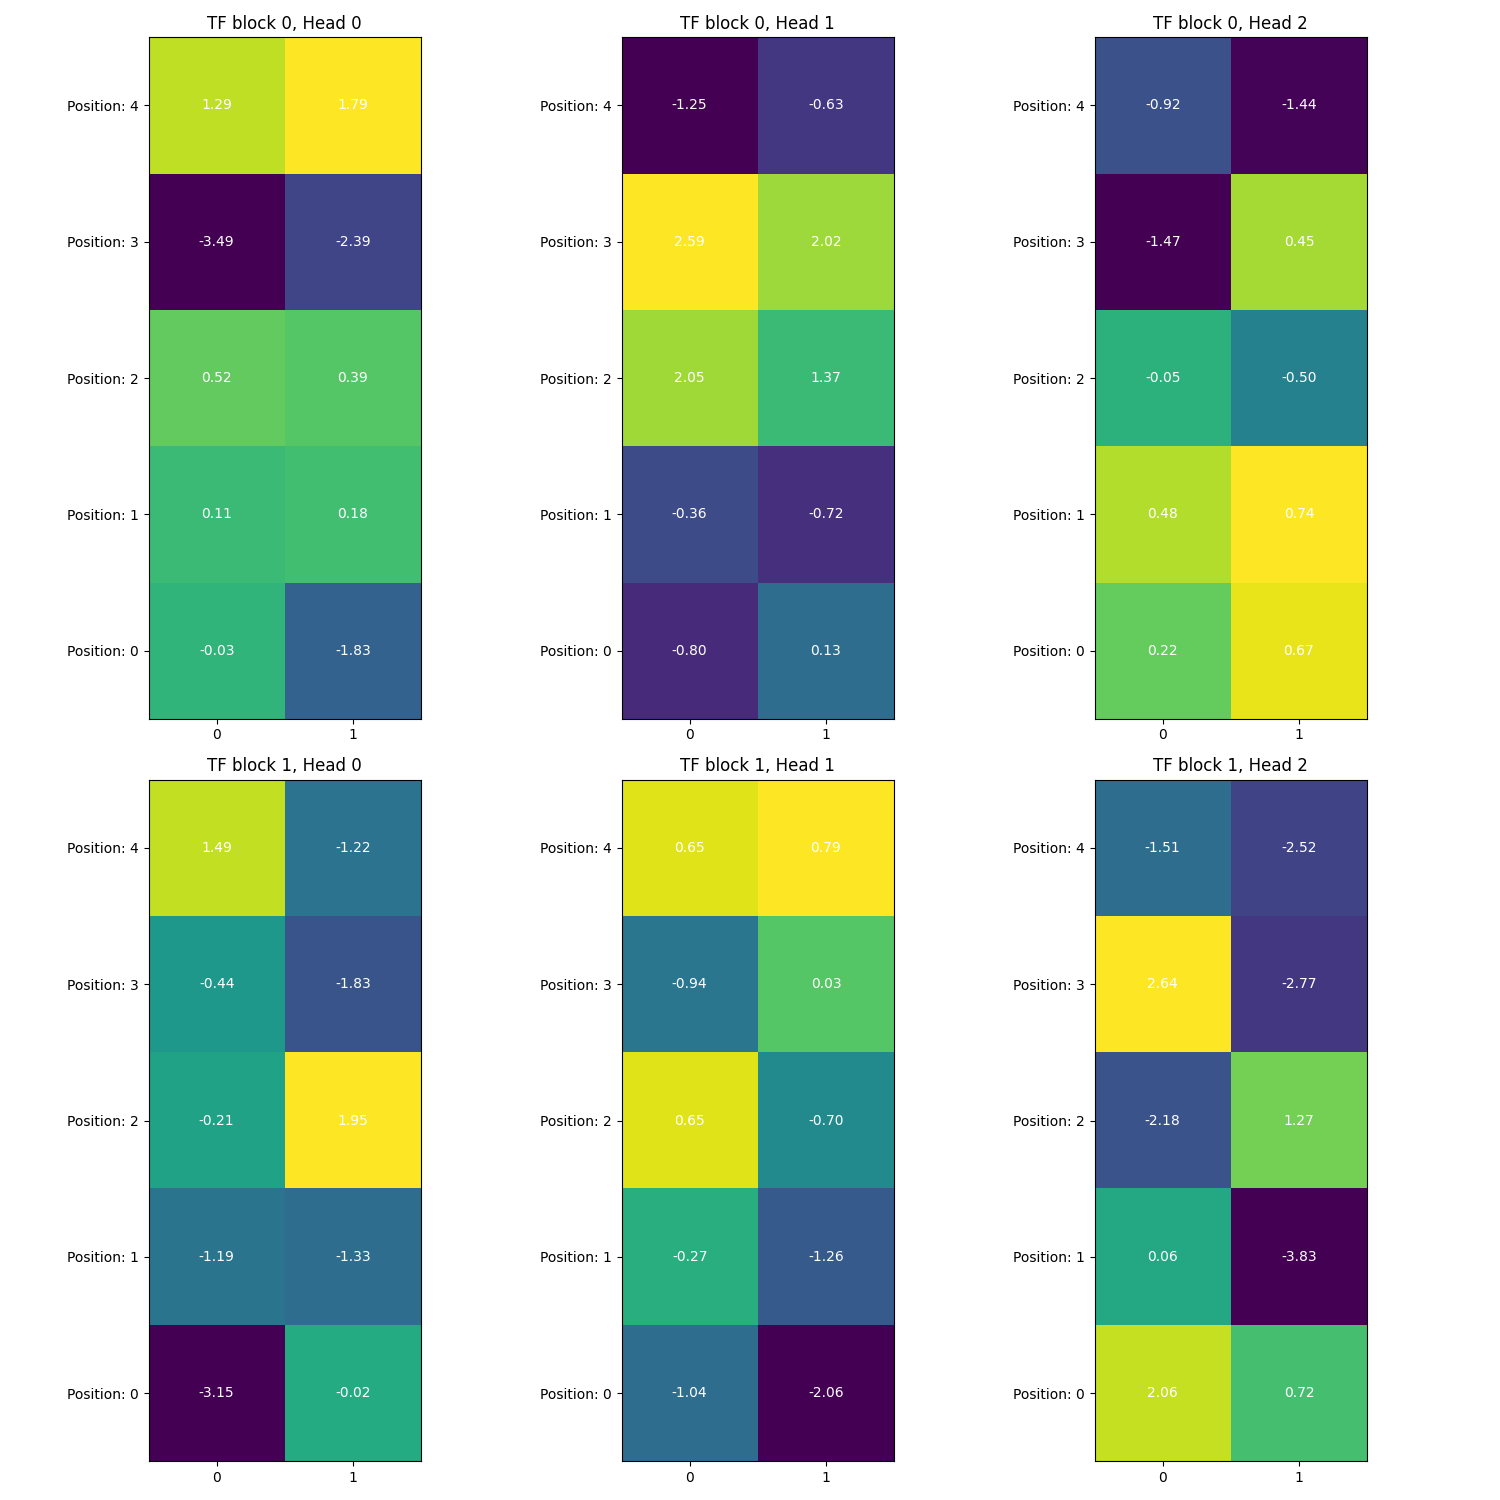 TF block 0, Head 0
TF block 0, Head 1
TF block 0, Head 2
Position: 4 1.29 1.79
Position: 4 -1.25 -0.63
Position: 4 -0.92 -1.44
Position: 3 -3.49 -2.39
Position: 3 2.59 2.02
Position: 3 -1.47 0.45
Position: 2 0.52 0.39
Position: 2 2.05 1.37
Position: 2 -0.05 -0.50
Position: 1 0.11 0.18
Position: 1 -0.36 -0.72
Position: 1 0.48 0.74
Position: 0 -0.03 -1.83
Position: 0 -0.80 0.13
Position: 0 0.22 0.67
0 1
0 1
0 1
TF block 1, Head 0
TF block 1, Head 1
TF block 1, Head 2
Position: 4 1.49 -1.22
Position: 4 0.65 0.79
Position: 4 -1.51 -2.52
Position: 3 -0.44 -1.83
Position: 3 -0.94 0.03
Position: 3 2.64 -2.77
Position: 2 -0.21 1.95
Position: 2 0.65 -0.70
Position: 2 -2.18 1.27
Position: 1 -1.19 -1.33
Position: 1 -0.27 -1.26
Position: 1 0.06 -3.83
Position: 0 -3.15 -0.02
Position: 0 -1.04 -2.06
Position: 0 2.06 0.72
0 1
0 1
0 1